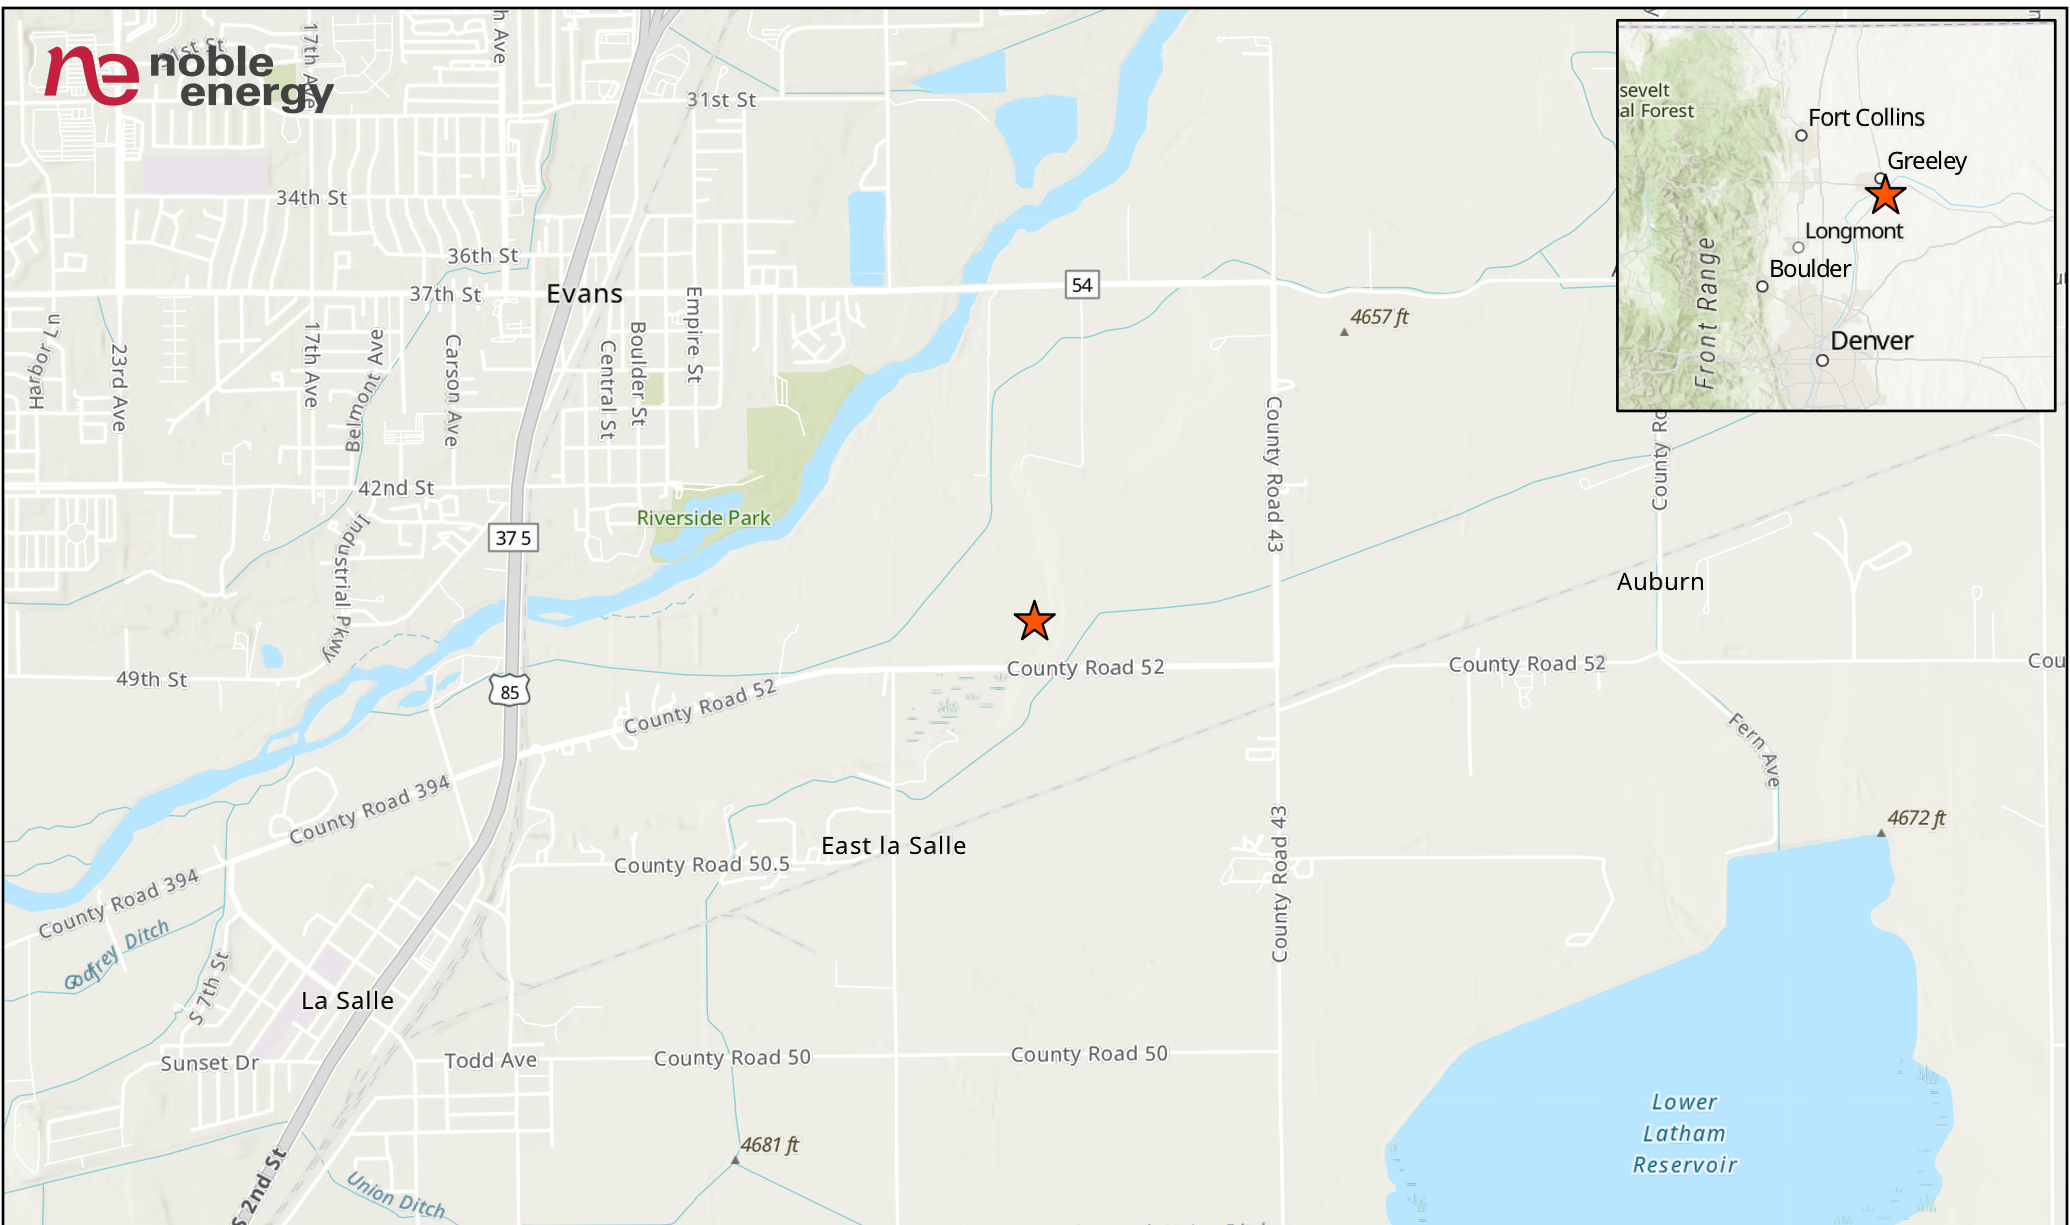 noble
energy
31st St
17th Ave
h Ave
31st St
34th St
36th St
37th St
Evans
54
4657 ft
Harbor Ln
23rd Ave
17th Ave
Belmont Ave
Carson Ave
Central St
Boulder St
Empire St
42nd St
Industrial Pkwy
37 5
Riverside Park
County Road 43
County Ro
Auburn
49th St
85
County Road 52
County Road 52
County Road 52
Cou
Fern Ave
4672 ft
County Road 394
County Road 394
Godfrey Ditch
S 7th St
La Salle
County Road 50.5
East la Salle
County Road 43
Sunset Dr
Todd Ave
County Road 50
County Road 50
4681 ft
S 2nd St
Union Ditch
Lower
Latham
Reservoir
sevelt
al Forest
Fort Collins
Greeley
Longmont
Boulder
Front Range
Denver